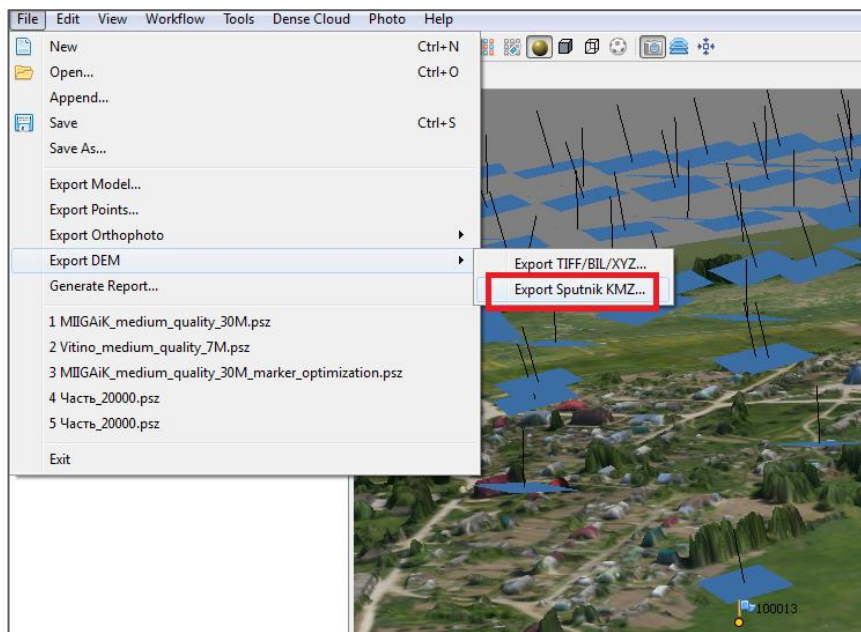 File Edit View Workflow Tools Dense Cloud Photo Help
New Ctrl+N
Open... Ctrl+O
Append...
Save Ctrl+S
Save As...
Export Model...
Export Points...
Export Orthophoto
Export DEM
Export TIFF/BIL/XYZ...
Export Sputnik KMZ...
Generate Report...
1 MIIGAiK_medium_quality_30M.psz
2 Vitino_medium_quality_7M.psz
3 MIIGAiK_medium_quality_30M_marker_optimization.psz
4 Часть_20000.psz
5 Часть_20000.psz
Exit
100013